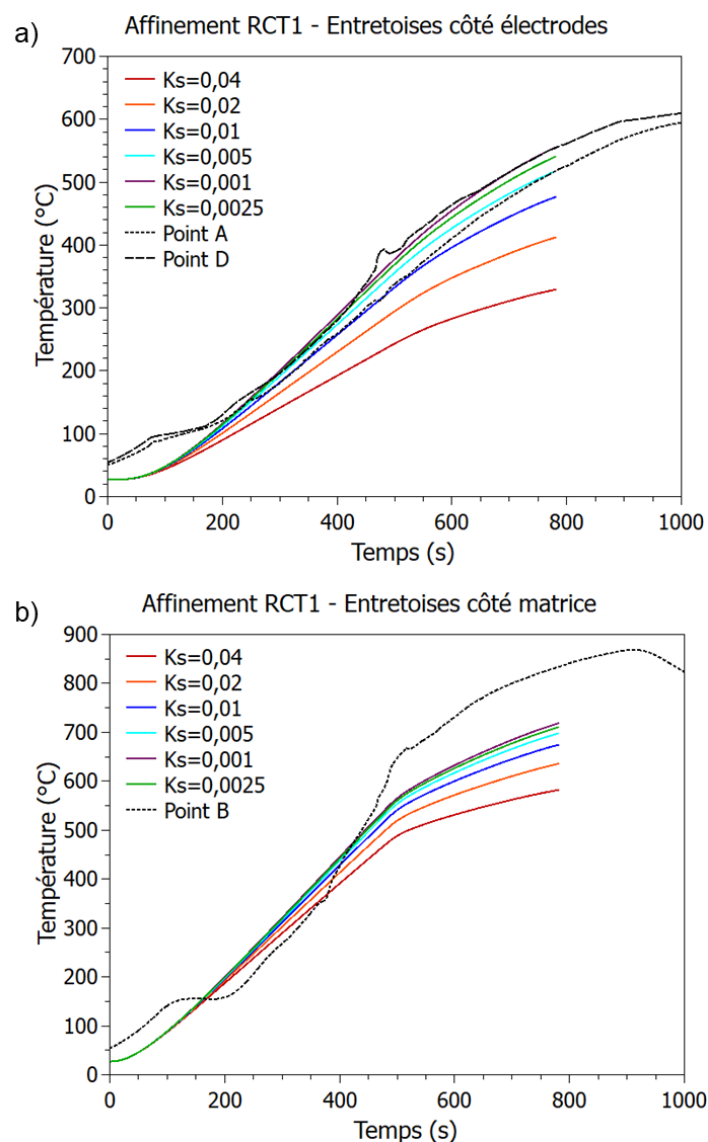 a) Affinement RCT1 - Entretoises côté électrodes
700
600
500
400
300
200
100
0
Température (°C)
Ks=0,04
Ks=0,02
Ks=0,01
Ks=0,005
Ks=0,001
Ks=0,0025
Point A
Point D
0 200 400 600 800 1000
Temps (s)
b) Affinement RCT1 - Entretoises côté matrice
900
800
700
600
500
400
300
200
100
0
Température (°C)
Ks=0,04
Ks=0,02
Ks=0,01
Ks=0,005
Ks=0,001
Ks=0,0025
Point B
0 200 400 600 800 1000
Temps (s)